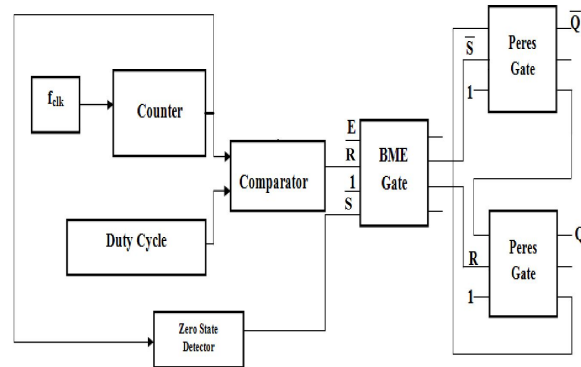 f_clk
Counter
Comparator
Duty Cycle
Zero State
Detector
E
R̅
1
S̅
BME
Gate
S̅
1
Peres
Gate
Q̅
R
1
Peres
Gate
Q